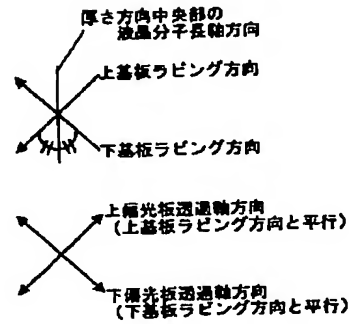 厚さ方向中央部の
液晶分子長軸方向
上基板ラビング方向
下基板ラビング方向
上偏光板透過軸方向
(上基板ラビング方向と平行)
下偏光板透過軸方向
(下基板ラビング方向と平行)